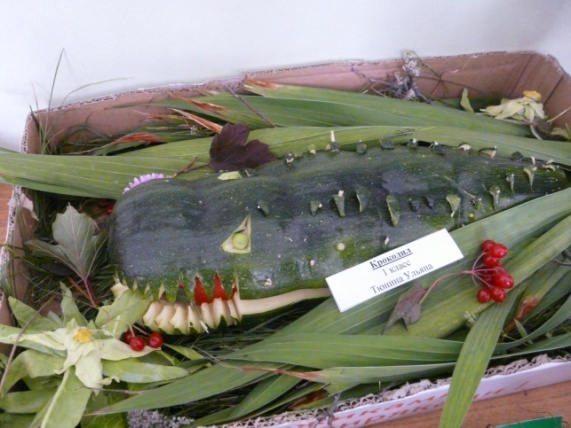 Крокодил
1 класс
Тюнина Ульяна